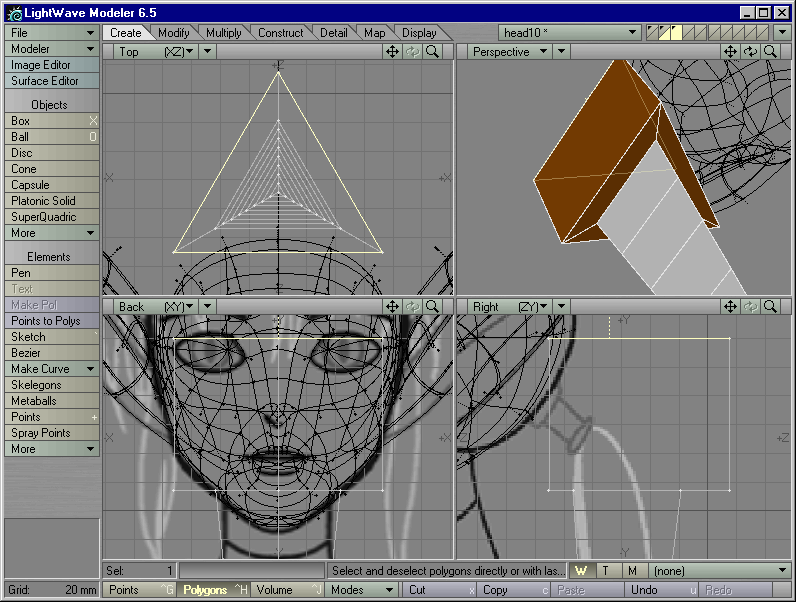 LightWave Modeler 6.5
File Create Modify Multiply Construct Detail Map Display head10 *
Modeler Top (XZ) Perspective
Image Editor
Surface Editor
Objects
Box X
Ball O
Disc
Cone
Capsule
Platonic Solid
SuperQuadric
More
Elements
Pen
Text
Make Pol
Points to Polys
Sketch
Bezier
Make Curve
Skelegons
Metaballs
Points +
Spray Points
More
Back (XY) Right (ZY)
Sel: 1 Select and deselect polygons directly or with las... W T M (none)
Grid: 20 mm Points ^G Polygons ^H Volume ^J Modes Cut x Copy c Paste v Undo u Redo